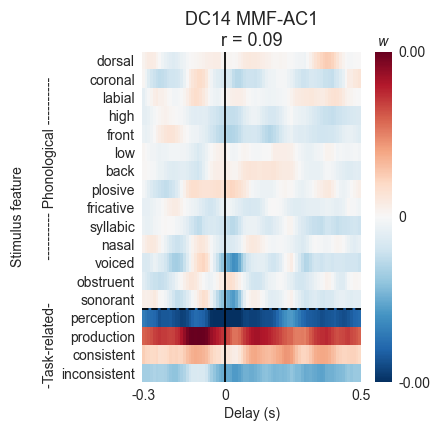 DC14 MMF-AC1
r = 0.09
w
dorsal
coronal
labial
high
front
low
back
plosive
fricative
syllabic
nasal
voiced
obstruent
sonorant
perception
production
consistent
inconsistent
Stimulus feature
-Task-related- ----------- Phonological ----------
0.00
0
-0.00
-0.3 0 0.5
Delay (s)